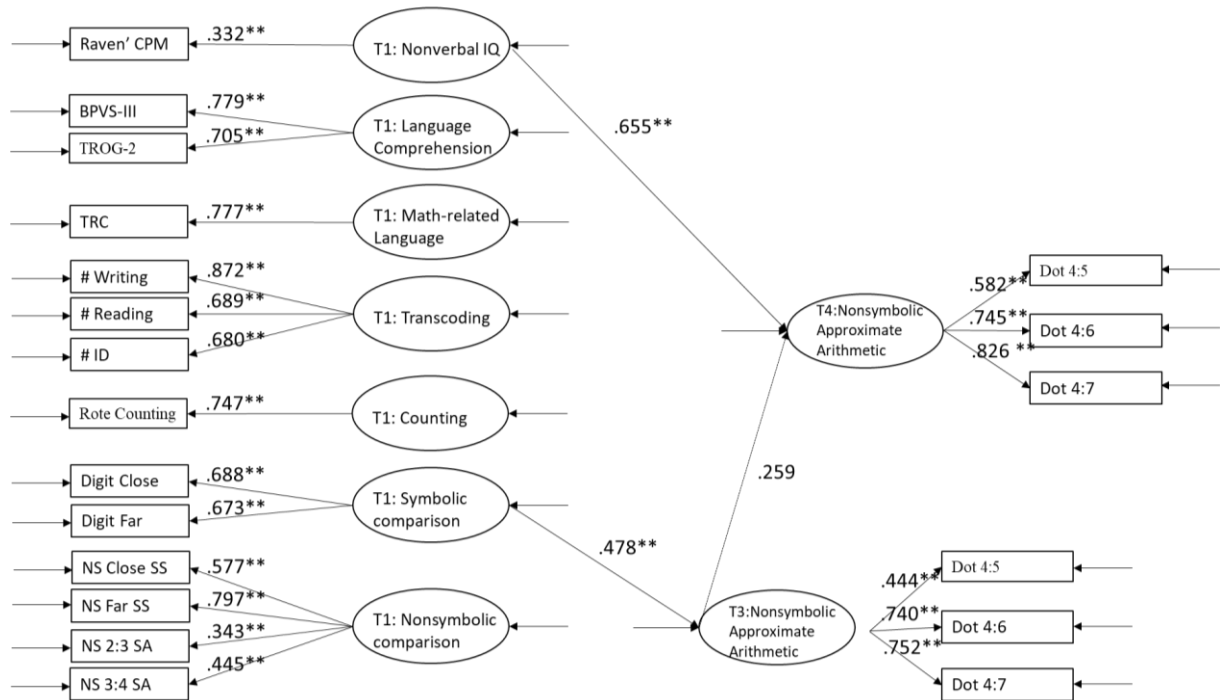 Raven' CPM
.332**
T1: Nonverbal IQ
BPVS-III
.779**
TROG-2
.705**
T1: Language
Comprehension
.655**
TRC
.777**
T1: Math-related
Language
# Writing
.872**
# Reading
.689**
# ID
.680**
T1: Transcoding
T4:Nonsymbolic
Approximate
Arithmetic
.582**
.745**
.826 **
Dot 4:5
Dot 4:6
Dot 4:7
Rote Counting
.747**
T1: Counting
Digit Close
.688**
Digit Far
.673**
T1: Symbolic
comparison
.259
.478**
NS Close SS
.577**
NS Far SS
.797**
NS 2:3 SA
.343**
NS 3:4 SA
.445**
T1: Nonsymbolic
comparison
T3:Nonsymbolic
Approximate
Arithmetic
.444**
.740**
.752**
Dot 4:5
Dot 4:6
Dot 4:7